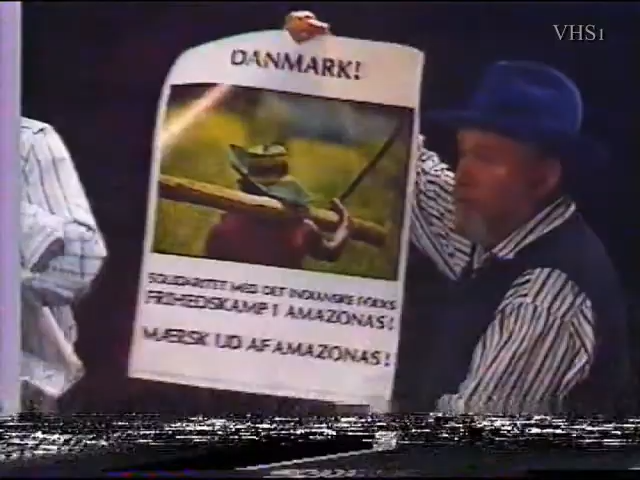 VHS1
DANMARK!
SOLIDARITET MED DET INDIANSKE FOLKS
FRIHEDSKAMP I AMAZONAS!
MÆRSK UD AF AMAZONAS!